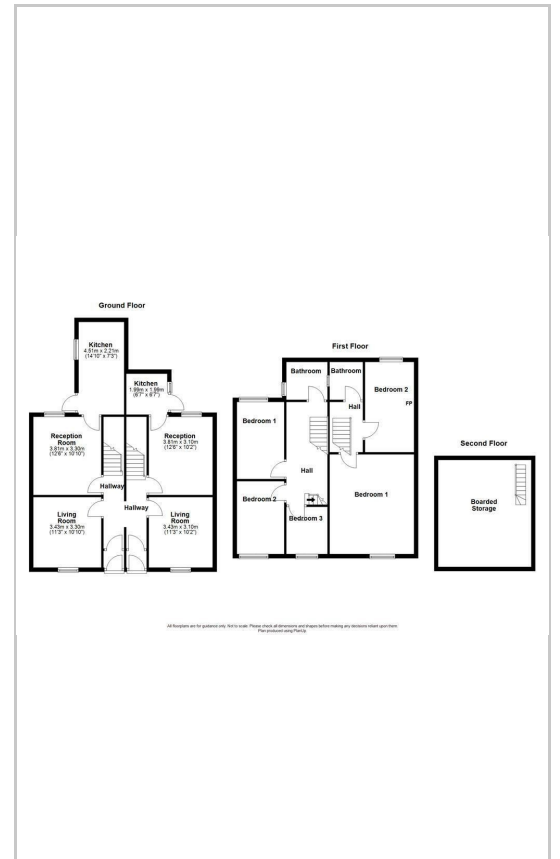 Ground Floor
Kitchen
4.51m x 2.21m
(14'10" x 7'3")
Kitchen
1.99m x 1.99m
(6'7" x 6'7")
Reception
Room
3.81m x 3.30m
(12'6" x 10'10")
Reception
3.81m x 3.10m
(12'6" x 10'2")
Hallway
Hallway
Living
Room
3.43m x 3.30m
(11'3" x 10'10")
Living
Room
3.43m x 3.10m
(11'3" x 10'2")
First Floor
Bathroom
Bathroom
Bedroom 2
Hall
FP
Bedroom 1
Hall
Bedroom 2
Bedroom 3
Bedroom 1
Second Floor
Boarded
Storage
All floorplans are for guidance only. Not to scale. Please check all dimensions and shapes before making any decisions reliant upon them
Plan produced using PlanUp